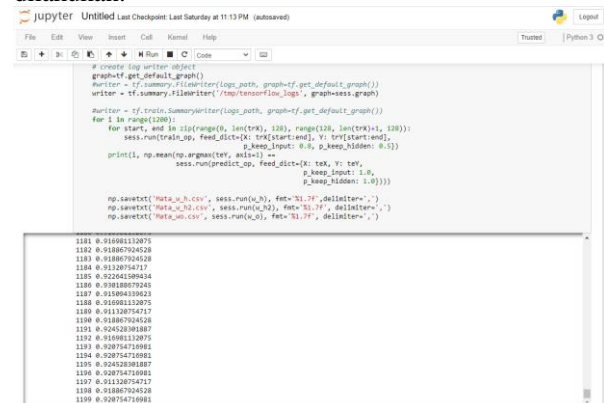 jupyter Untitled Last Checkpoint: Last Saturday at 11:13 PM (autosaved)
Logout
File Edit View Insert Cell Kernel Help
Trusted Python 3 O
Run C Code
# create log writer object
graph=tf.get_default_graph()
#writer = tf.summary.FileWriter(logs_path, graph=tf.get_default_graph())
writer = tf.summary.FileWriter('/tmp/tensorflow_logs', graph=sess.graph)
#writer = tf.train.SummaryWriter(logs_path, graph=tf.get_default_graph())
for i in range(1200):
for start, end in zip(range(0, len(trX), 128), range(128, len(trX)+1, 128)):
sess.run(train_op, feed_dict={X: trX[start:end], Y: trY[start:end],
p_keep_input: 0.8, p_keep_hidden: 0.5})
print(i, np.mean(np.argmax(teY, axis=1) ==
sess.run(predict_op, feed_dict={X: teX, Y: teY,
p_keep_input: 1.0,
p_keep_hidden: 1.0})))
np.savetxt('Mata_w_h.csv', sess.run(w_h), fmt='%1.7f',delimiter=',')
np.savetxt('Mata_w_h2.csv', sess.run(w_h2), fmt='%1.7f', delimiter=',')
np.savetxt('Mata_wo.csv', sess.run(w_o), fmt='%1.7f', delimiter=',')
1181 0.916981132075
1182 0.918867924528
1183 0.918867924528
1184 0.91320754717
1185 0.922641509434
1186 0.930188679245
1187 0.915094339623
1188 0.916981132075
1189 0.911320754717
1190 0.918867924528
1191 0.924528301887
1192 0.916981132075
1193 0.920754716981
1194 0.920754716981
1195 0.924528301887
1196 0.920754716981
1197 0.911320754717
1198 0.918867924528
1199 0.920754716981